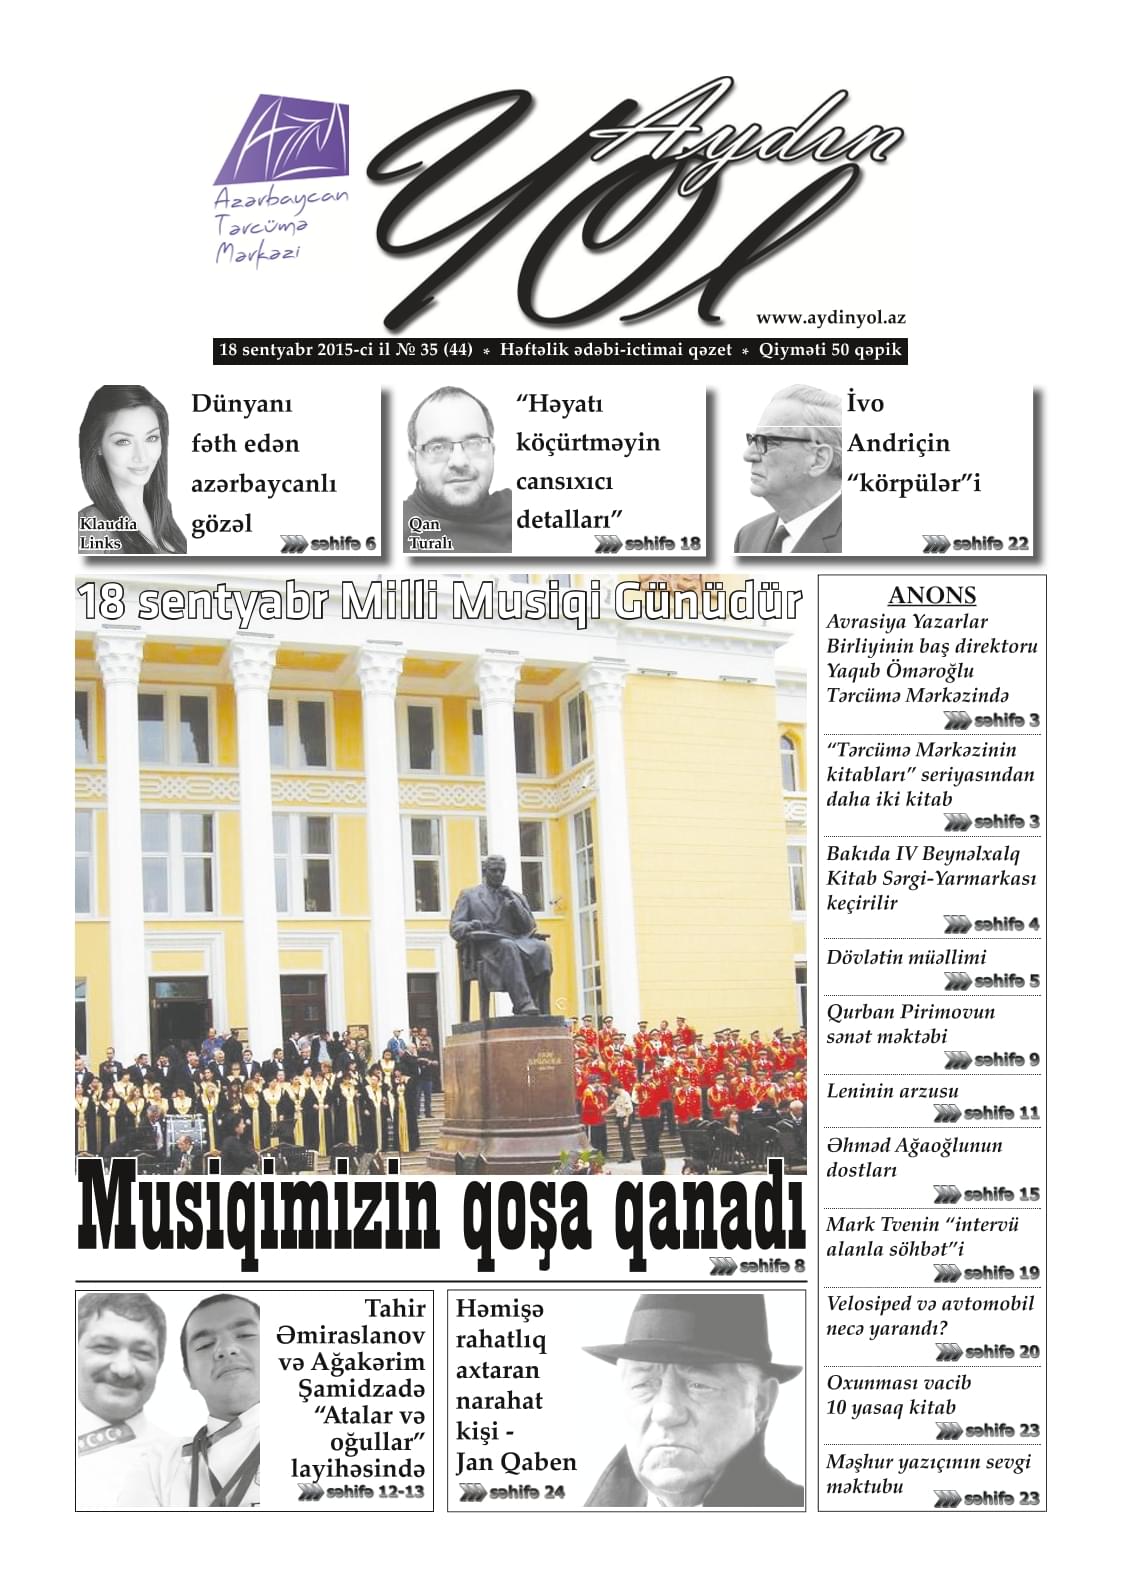 AzTM
Azərbaycan
Tərcümə
Mərkəzi
Aydın
Yol
www.aydinyol.az
18 sentyabr 2015-ci il № 35 (44) * Həftəlik ədəbi-ictimai qəzet * Qiyməti 50 qəpik
Dünyanı
fəth edən
azərbaycanlı
gözəl
Klaudia
Links
səhifə 6
“Həyatı
köçürtməyin
cansıxıcı
detalları”
Qan
Turalı
səhifə 18
İvo
Andriçin
“körpülər”i
səhifə 22
18 sentyabr Milli Musiqi Günüdür
Musiqimizin qoşa qanadı
səhifə 8
Tahir
Əmiraslanov
və Ağakərim
Şamidzadə
“Atalar və
oğullar”
layihəsində
səhifə 12-13
Həmişə
rahatlıq
axtaran
narahat
kişi -
Jan Qaben
səhifə 24
ANONS
Avrasiya Yazarlar
Birliyinin baş direktoru
Yaqub Öməroğlu
Tərcümə Mərkəzində
səhifə 3
“Tərcümə Mərkəzinin
kitabları” seriyasından
daha iki kitab
səhifə 3
Bakıda IV Beynəlxalq
Kitab Sərgi-Yarmarkası
keçirilir
səhifə 4
Dövlətin müəllimi
səhifə 5
Qurban Pirimovun
sənət məktəbi
səhifə 9
Leninin arzusu
səhifə 11
Əhməd Ağaoğlunun
dostları
səhifə 15
Mark Tvenin “intervü
alanla söhbət”i
səhifə 19
Velosiped və avtomobil
necə yarandı?
səhifə 20
Oxunması vacib
10 yasaq kitab
səhifə 23
Məşhur yazıçının sevgi
məktubu
səhifə 23